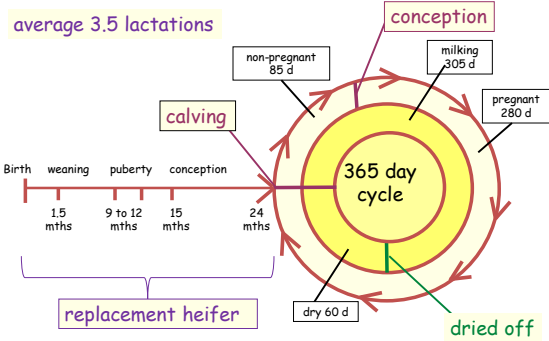 average 3.5 lactations
conception
non-pregnant
85 d
milking
305 d
pregnant
280 d
calving
365 day
cycle
Birth
weaning
puberty
conception
1,5
mths
9 to 12
mths
15
mths
24
mths
replacement heifer
dry 60 d
dried off